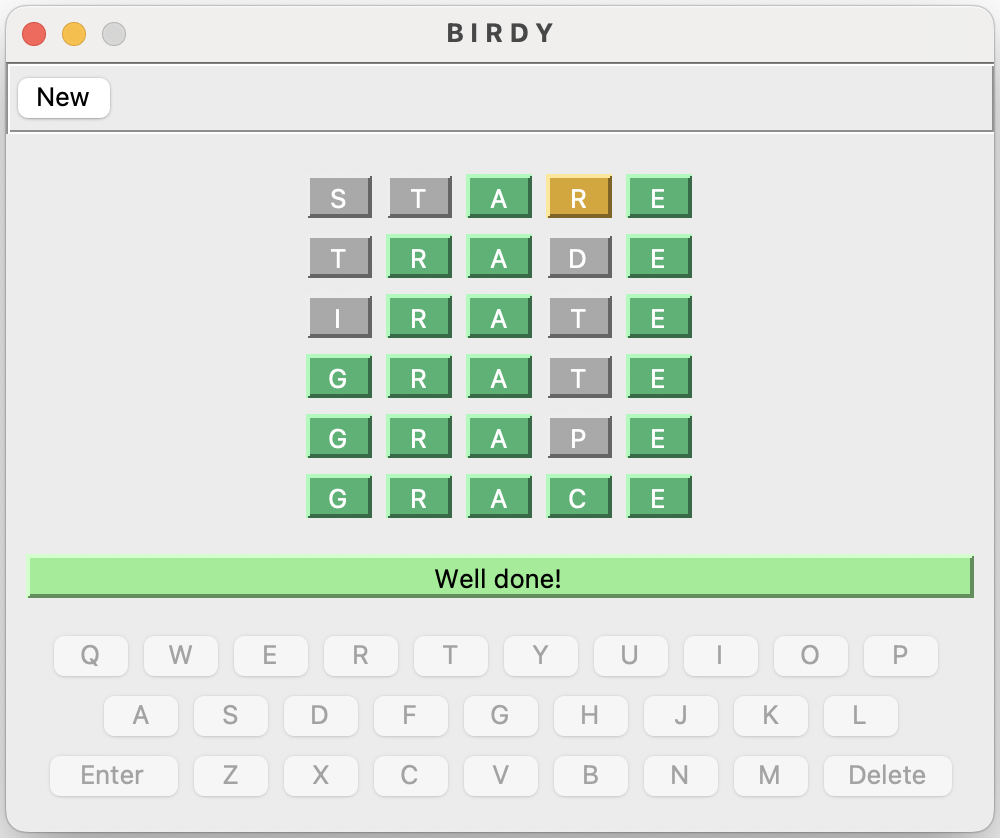 BIRDY
New
S T A R E
T R A D E
I R A T E
G R A T E
G R A P E
G R A C E
Well done!
Q W E R T Y U I O P
A S D F G H J K L
Enter Z X C V B N M Delete